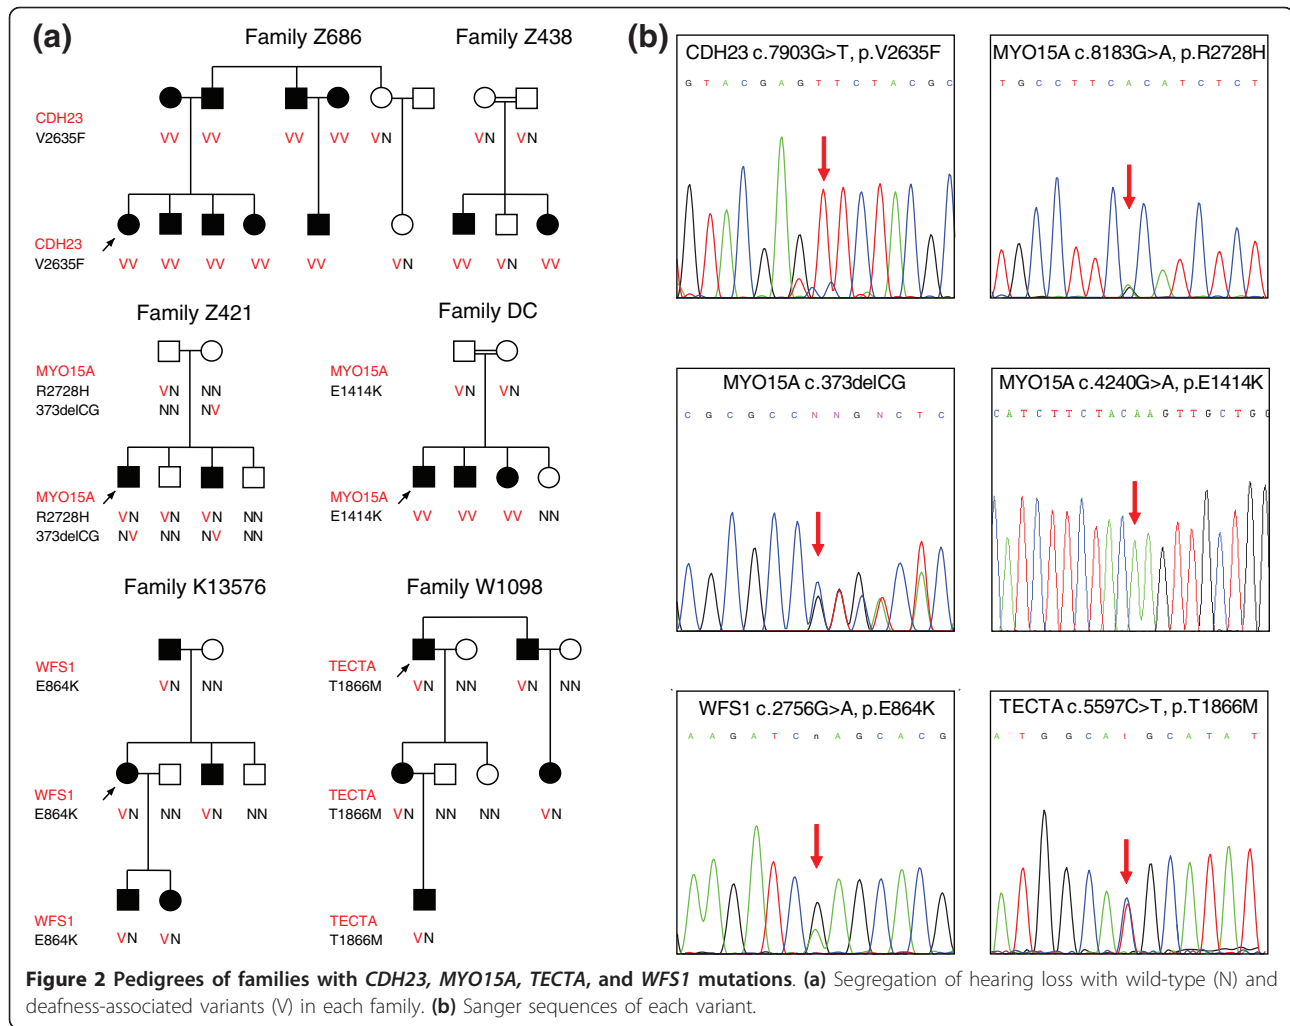 (a)
Family Z686
Family Z438
CDH23
V2635F
VV VV VV VV VN VN VN
CDH23
V2635F
VV VV VV VV VV VN VV VN VV
Family Z421
Family DC
MYO15A
R2728H VN NN
373delCG NN NV
MYO15A
E1414K VN VN
MYO15A
R2728H VN VN VN NN
373delCG NV NN NV NN
MYO15A
E1414K VV VV VV NN
Family K13576
Family W1098
WFS1
E864K VN NN
TECTA
T1866M VN NN VN NN
WFS1
E864K VN NN VN NN
TECTA
T1866M VN NN NN VN
WFS1
E864K VN VN
TECTA
T1866M VN
(b)
CDH23 c.7903G>T, p.V2635F
G T A C G A G T T C T A C G C
MYO15A c.8183G>A, p.R2728H
T G C C T T C A C A T C T C T
MYO15A c.373delCG
C G C G C C N N G N C T C
MYO15A c.4240G>A, p.E1414K
C A T C T T C T A C A A G T T G C T G G
WFS1 c.2756G>A, p.E864K
A A G A T C n A G C A C G
TECTA c.5597C>T, p.T1866M
A T G G C A t G C A T A T
Figure 2 Pedigrees of families with CDH23, MYO15A, TECTA, and WFS1 mutations. (a) Segregation of hearing loss with wild-type (N) and
deafness-associated variants (V) in each family. (b) Sanger sequences of each variant.